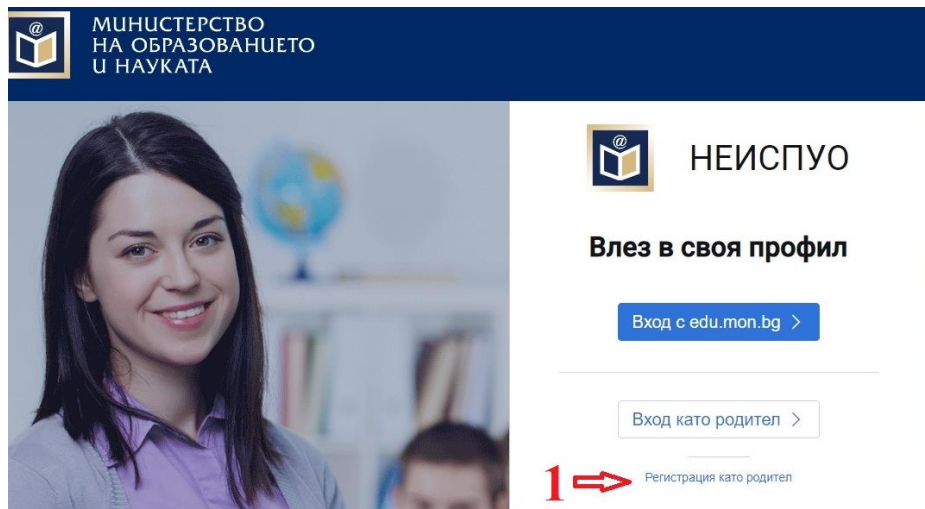 @
МИНИСТЕРСТВО
НА ОБРАЗОВАНИЕТО
И НАУКАТА
@
НЕИСПУО
Влез в своя профил
Вход с edu.mon.bg >
Вход като родител >
1
Регистрация като родител